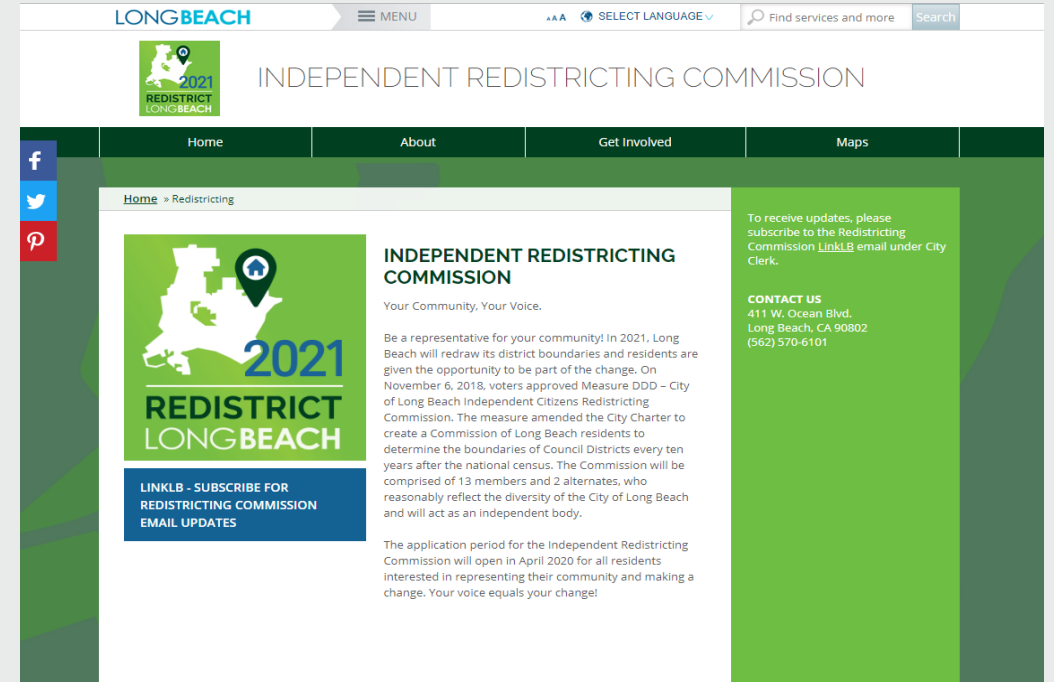 LONGBEACH
MENU
AAA
SELECT LANGUAGE
Find services and more
Search
2021
REDISTRICT
LONGBEACH
INDEPENDENT REDISTRICTING COMMISSION
Home
About
Get Involved
Maps
Home » Redistricting
2021
REDISTRICT
LONGBEACH
LINKLB - SUBSCRIBE FOR
REDISTRICTING COMMISSION
EMAIL UPDATES
INDEPENDENT REDISTRICTING
COMMISSION
Your Community, Your Voice.
Be a representative for your community! In 2021, Long
Beach will redraw its district boundaries and residents are
given the opportunity to be part of the change. On
November 6, 2018, voters approved Measure DDD – City
of Long Beach Independent Citizens Redistricting
Commission. The measure amended the City Charter to
create a Commission of Long Beach residents to
determine the boundaries of Council Districts every ten
years after the national census. The Commission will be
comprised of 13 members and 2 alternates, who
reasonably reflect the diversity of the City of Long Beach
and will act as an independent body.
The application period for the Independent Redistricting
Commission will open in April 2020 for all residents
interested in representing their community and making a
change. Your voice equals your change!
To receive updates, please
subscribe to the Redistricting
Commission LinkLB email under City
Clerk.
CONTACT US
411 W. Ocean Blvd.
Long Beach, CA 90802
(562) 570-6101